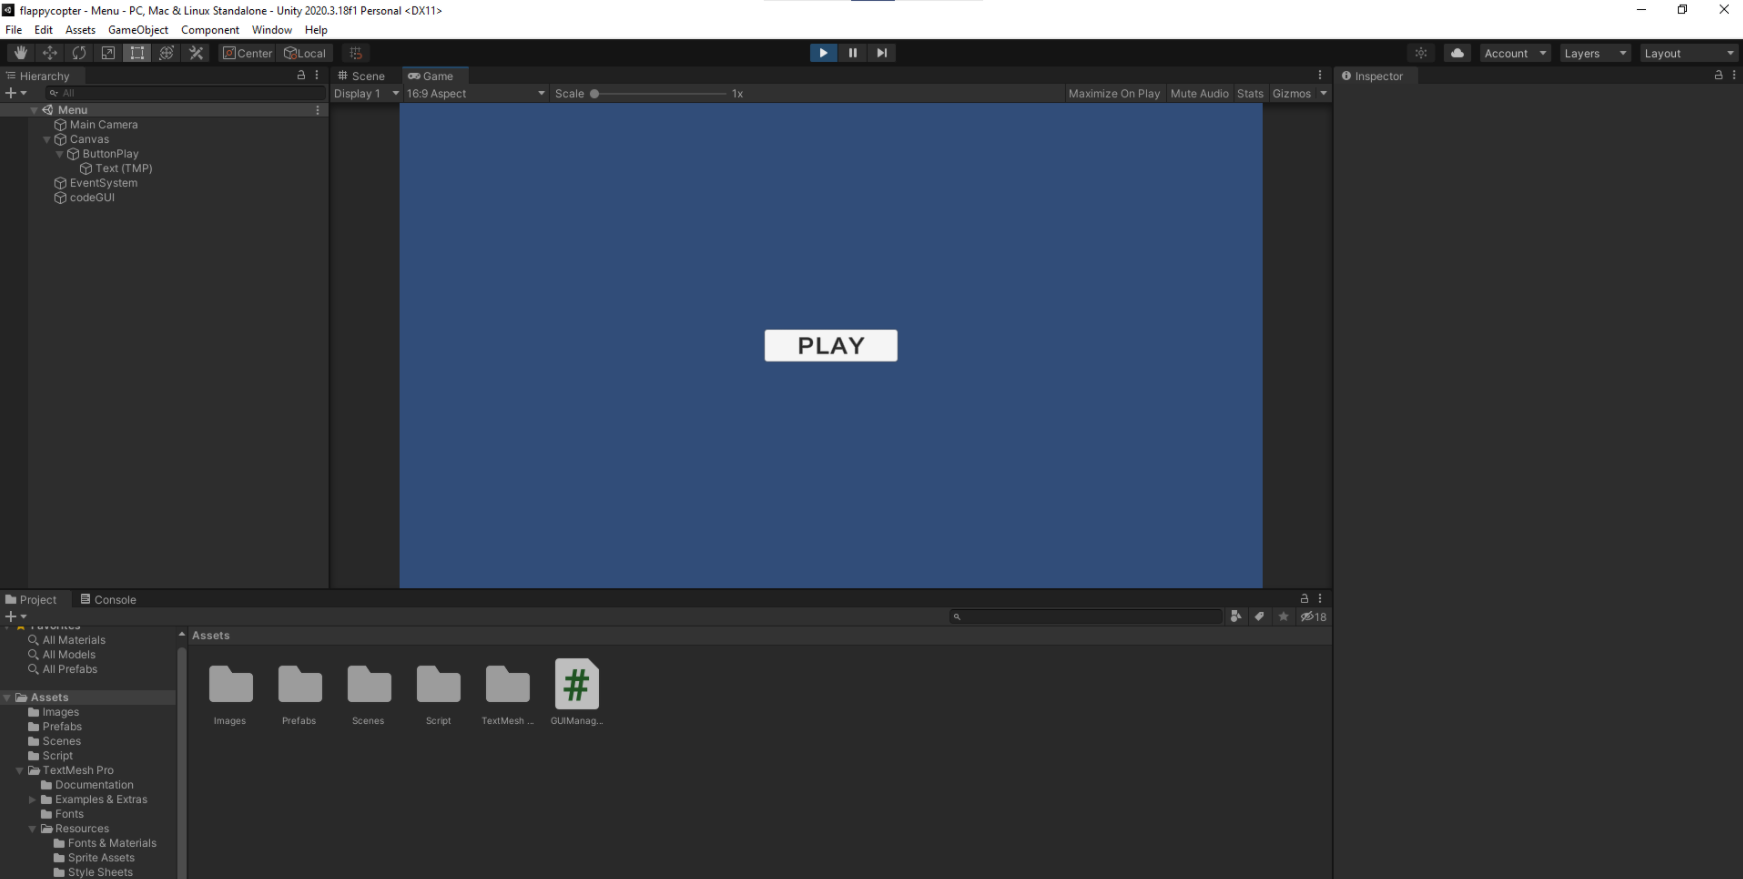 flappycopter - Menu - PC, Mac & Linux Standalone - Unity 2020.3.18f1 Personal <DX11>
File Edit Assets GameObject Component Window Help
Center Local
Account Layers Layout
Hierarchy
All
Menu
Main Camera
Canvas
ButtonPlay
Text (TMP)
EventSystem
codeGUI
Scene Game
Display 1 16:9 Aspect Scale 1x Maximize On Play Mute Audio Stats Gizmos
PLAY
Inspector
Project Console
18
Favorites
All Materials
All Models
All Prefabs
Assets
Images
Prefabs
Scenes
Script
TextMesh Pro
Documentation
Examples & Extras
Fonts
Resources
Fonts & Materials
Sprite Assets
Style Sheets
Assets
Images Prefabs Scenes Script TextMesh ... GUIManag...